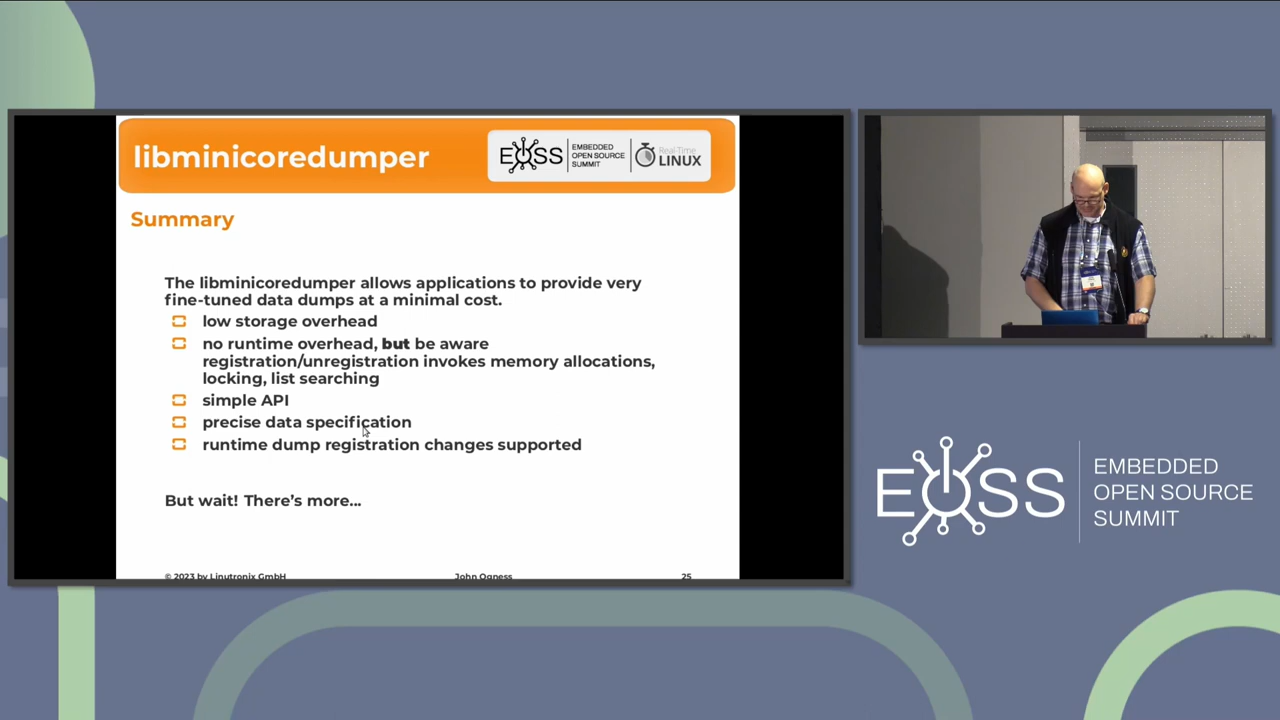 libminicoredumper
EOSS
EMBEDDED
OPEN SOURCE
SUMMIT
Real-Time
LINUX
Summary
The libminicoredumper allows applications to provide very
fine-tuned data dumps at a minimal cost.
low storage overhead
no runtime overhead, but be aware
registration/unregistration invokes memory allocations,
locking, list searching
simple API
precise data specification
runtime dump registration changes supported
But wait! There's more...
© 2023 by Linutronix GmbH
John Ogness
25
EOSS
EMBEDDED
OPEN SOURCE
SUMMIT